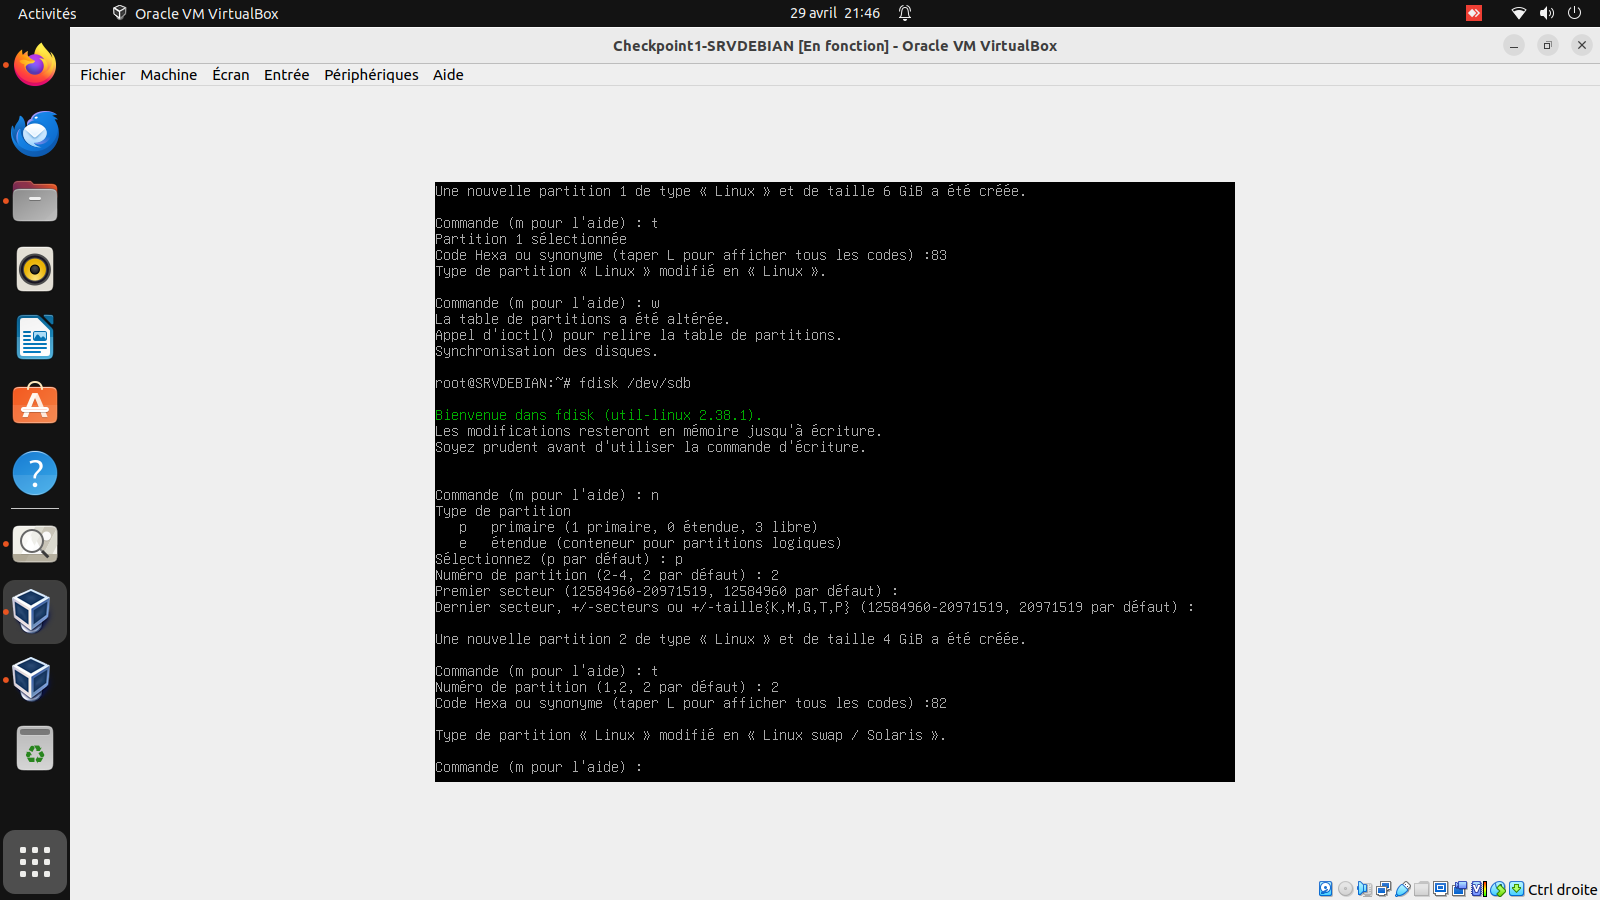 Activités
Oracle VM VirtualBox
29 avril 21:46
Checkpoint1-SRVDEBIAN [En fonction] - Oracle VM VirtualBox
Fichier Machine Écran Entrée Périphériques Aide
Une nouvelle partition 1 de type « Linux » et de taille 6 GiB a été créée.
Commande (m pour l'aide) : t
Partition 1 sélectionnée
Code Hexa ou synonyme (taper L pour afficher tous les codes) :83
Type de partition « Linux » modifié en « Linux ».
Commande (m pour l'aide) : w
La table de partitions a été altérée.
Appel d'ioctl() pour relire la table de partitions.
Synchronisation des disques.
root@SRVDEBIAN:~# fdisk /dev/sdb
Bienvenue dans fdisk (util-linux 2.38.1).
Les modifications resteront en mémoire jusqu'à écriture.
Soyez prudent avant d'utiliser la commande d'écriture.
Commande (m pour l'aide) : n
Type de partition
p primaire (1 primaire, 0 étendue, 3 libre)
e étendue (conteneur pour partitions logiques)
Sélectionnez (p par défaut) : p
Numéro de partition (2-4, 2 par défaut) : 2
Premier secteur (12584960-20971519, 12584960 par défaut) :
Dernier secteur, +/-secteurs ou +/-taille{K,M,G,T,P} (12584960-20971519, 20971519 par défaut) :
Une nouvelle partition 2 de type « Linux » et de taille 4 GiB a été créée.
Commande (m pour l'aide) : t
Numéro de partition (1,2, 2 par défaut) : 2
Code Hexa ou synonyme (taper L pour afficher tous les codes) :82
Type de partition « Linux » modifié en « Linux swap / Solaris ».
Commande (m pour l'aide) :
Ctrl droite